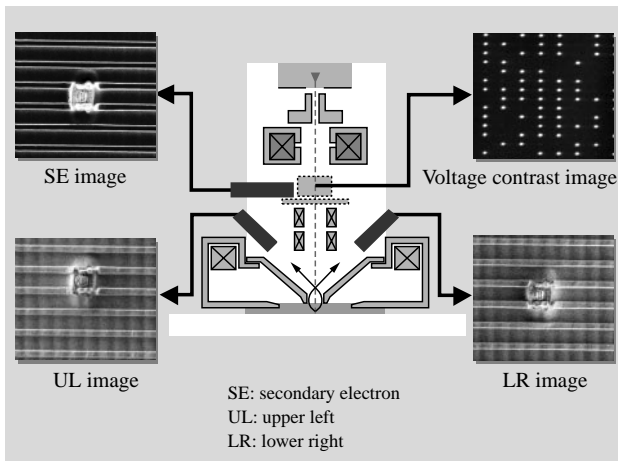 SE image
Voltage contrast image
UL image
LR image
SE: secondary electron
UL: upper left
LR: lower right